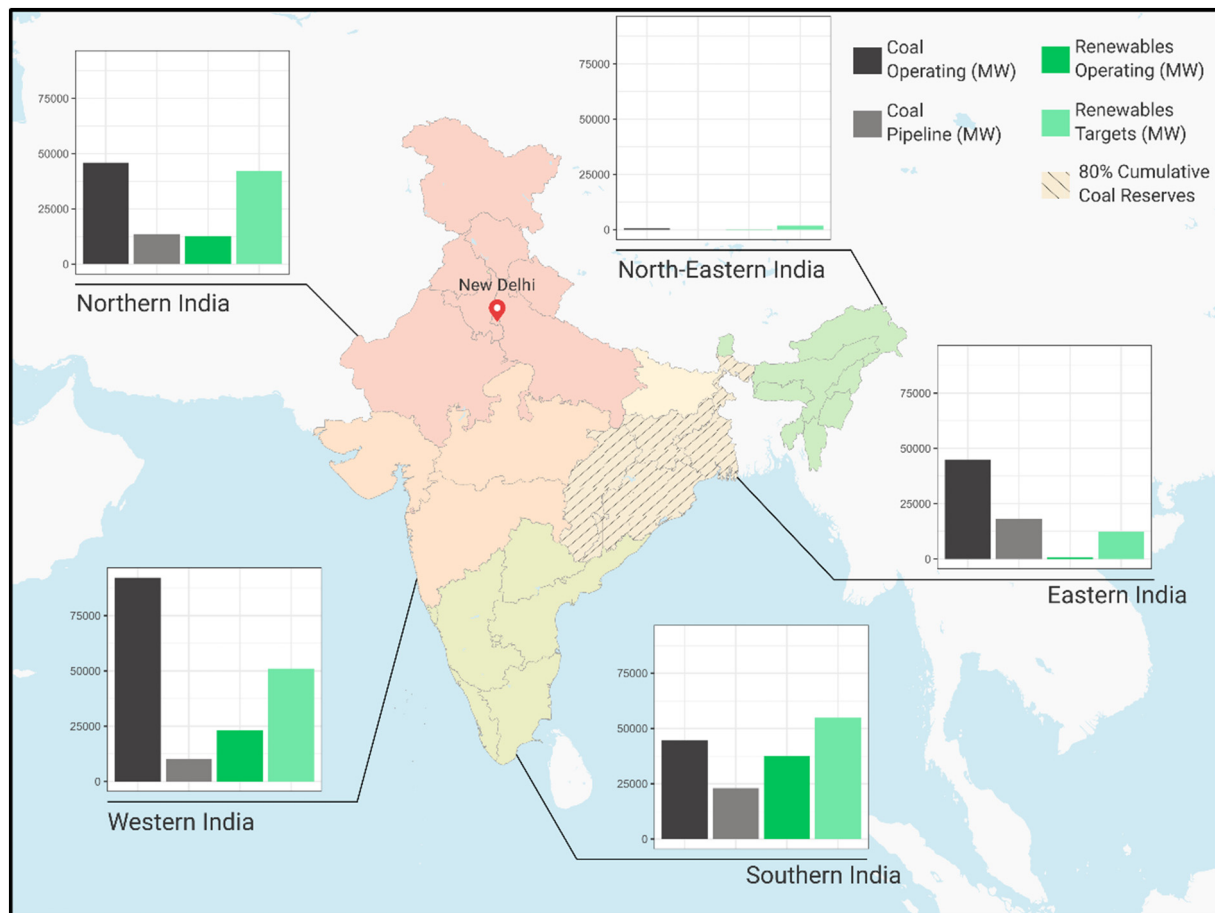 75000
50000
25000
0
Northern India
75000
50000
25000
0
North-Eastern India
Coal
Operating (MW)
Renewables
Operating (MW)
Coal
Pipeline (MW)
Renewables
Targets (MW)
80% Cumulative
Coal Reserves
New Delhi
75000
50000
25000
0
Eastern India
75000
50000
25000
0
Western India
75000
50000
25000
0
Southern India